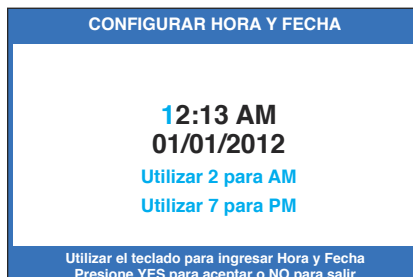 CONFIGURAR HORA Y FECHA
12:13 AM
01/01/2012
Utilizar 2 para AM
Utilizar 7 para PM
Utilizar el teclado para ingresar Hora y Fecha
Presione YES para aceptar o NO para salir